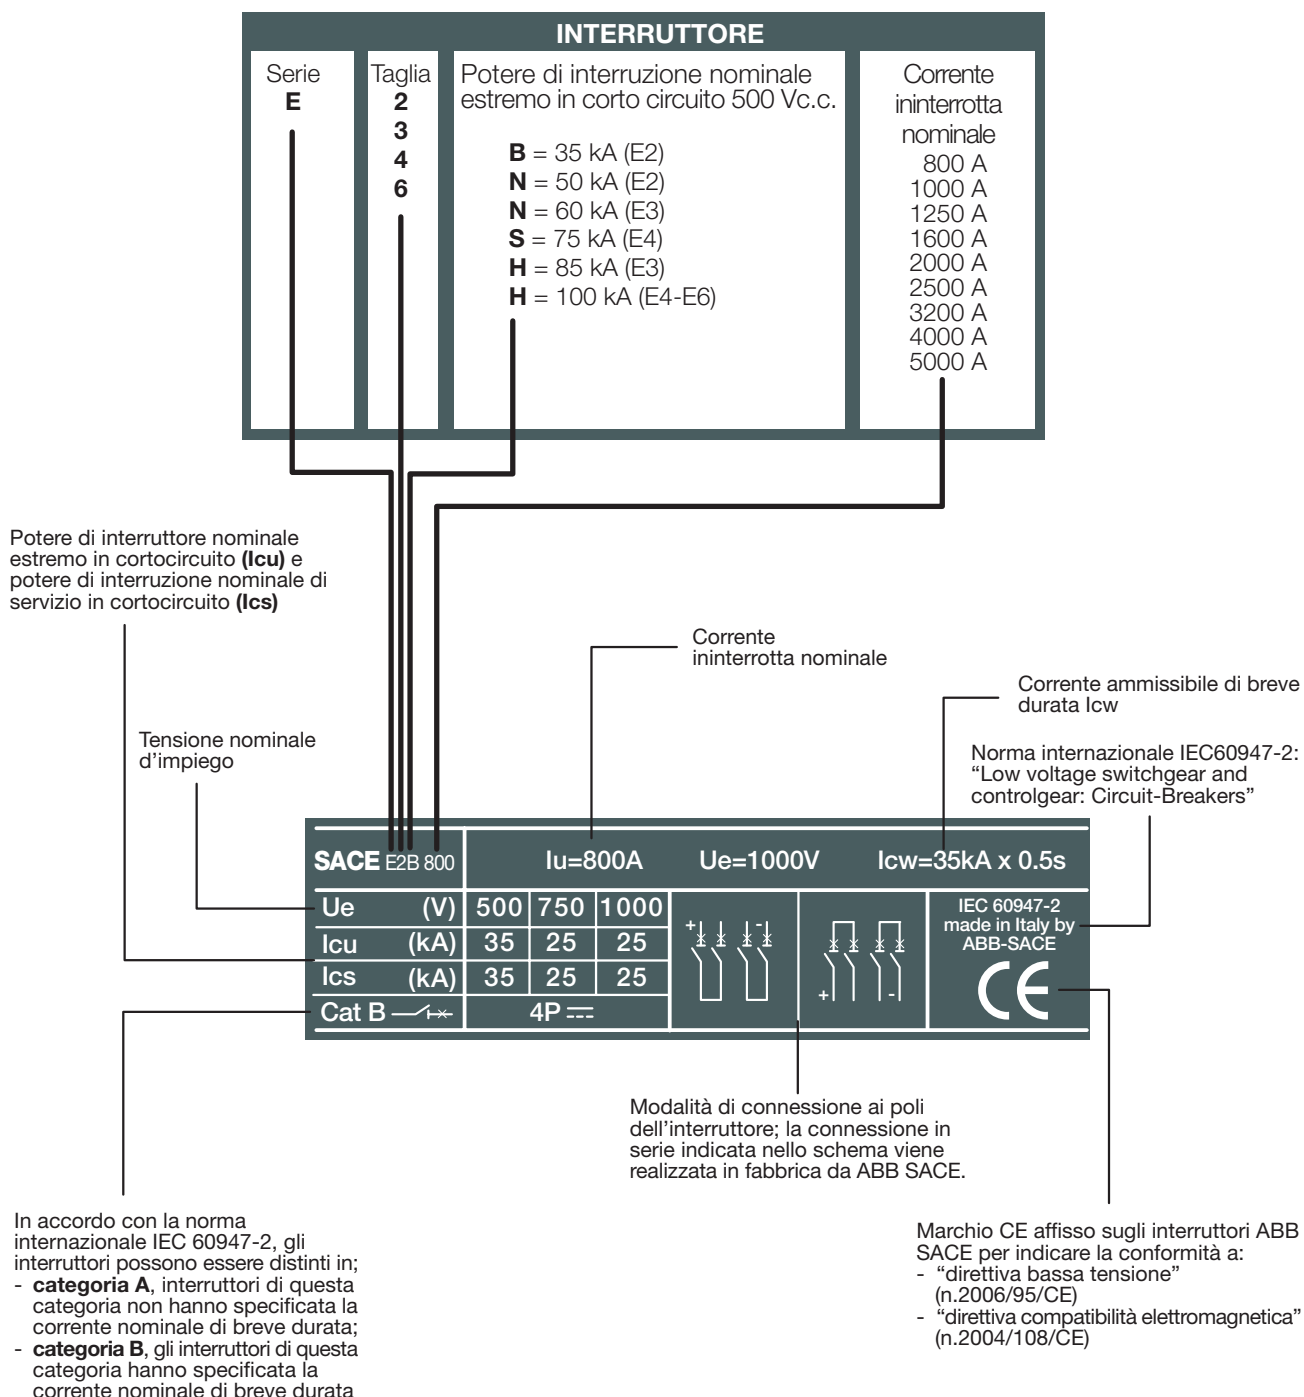 INTERRUTTORE
Serie
E
Taglia
2
3
4
6
Potere di interruzione nominale
estremo in corto circuito 500 Vc.c.
B = 35 kA (E2)
N = 50 kA (E2)
N = 60 kA (E3)
S = 75 kA (E4)
H = 85 kA (E3)
H = 100 kA (E4-E6)
Corrente
ininterrotta
nominale
800 A
1000 A
1250 A
1600 A
2000 A
2500 A
3200 A
4000 A
5000 A
Potere di interruttore nominale
estremo in cortocircuito (Icu) e
potere di interruzione nominale di
servizio in cortocircuito (Ics)
Corrente
ininterrotta nominale
Corrente ammissibile di breve
durata Icw
Tensione nominale
d'impiego
Norma internazionale IEC60947-2:
“Low voltage switchgear and
controlgear: Circuit-Breakers”
SACE E2B 800 Iu=800A Ue=1000V Icw=35kA x 0.5s
Ue (V) 500 750 1000
Icu (kA) 35 25 25
Ics (kA) 35 25 25
Cat B 4P
+ -
+ -
IEC 60947-2
made in Italy by
ABB-SACE
CE
Modalità di connessione ai poli
dell'interruttore; la connessione in
serie indicata nello schema viene
realizzata in fabbrica da ABB SACE.
In accordo con la norma
internazionale IEC 60947-2, gli
interruttori possono essere distinti in;
- categoria A, interruttori di questa
categoria non hanno specificata la
corrente nominale di breve durata;
- categoria B, gli interruttori di questa
categoria hanno specificata la
corrente nominale di breve durata
Marchio CE affisso sugli interruttori ABB
SACE per indicare la conformità a:
- “direttiva bassa tensione”
(n.2006/95/CE)
- “direttiva compatibilità elettromagnetica”
(n.2004/108/CE)